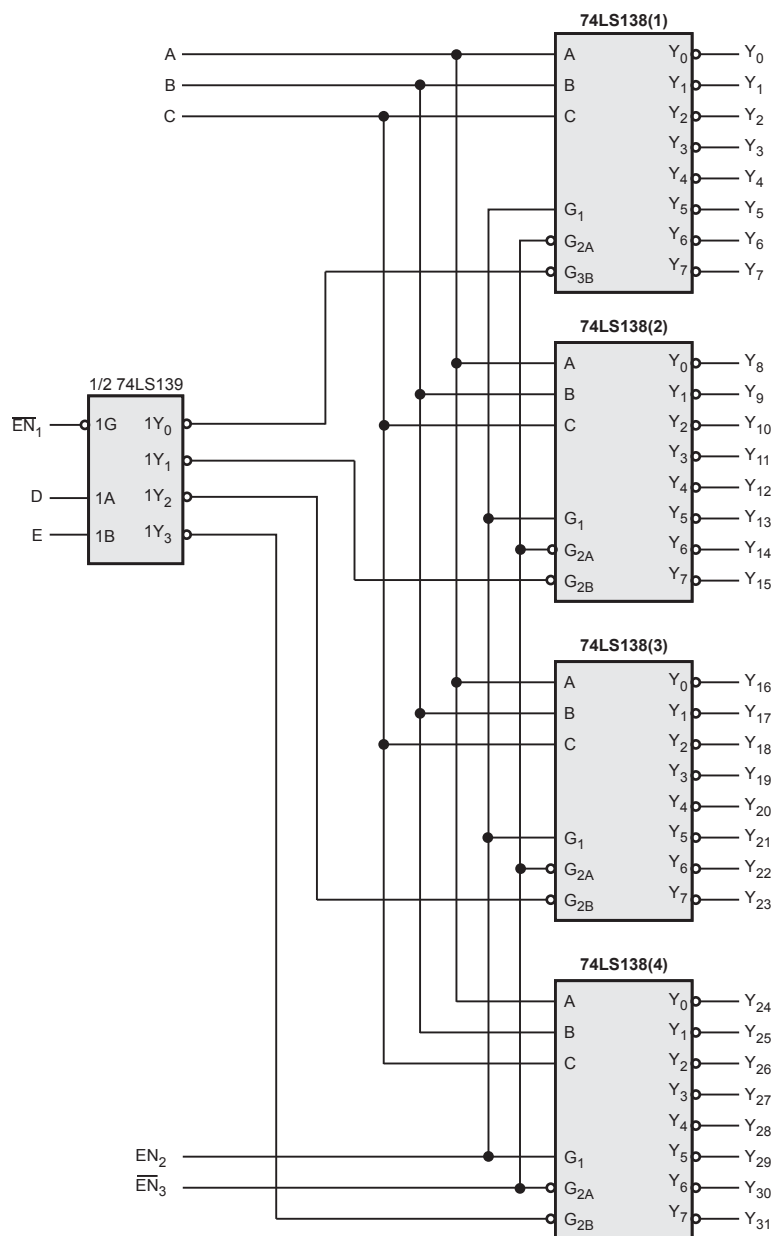 74LS138(1)
A A Y0 Y0
B B Y1 Y1
C C Y2 Y2
Y3 Y3
Y4 Y4
G1 Y5 Y5
G2A Y6 Y6
G3B Y7 Y7
74LS138(2)
A Y0 Y8
B Y1 Y9
C Y2 Y10
Y3 Y11
Y4 Y12
G1 Y5 Y13
G2A Y6 Y14
G2B Y7 Y15
1/2 74LS139
E̅N̅1 1G 1Y0
1Y1
D 1A 1Y2
E 1B 1Y3
74LS138(3)
A Y0 Y16
B Y1 Y17
C Y2 Y18
Y3 Y19
Y4 Y20
G1 Y5 Y21
G2A Y6 Y22
G2B Y7 Y23
74LS138(4)
A Y0 Y24
B Y1 Y25
C Y2 Y26
Y3 Y27
Y4 Y28
EN2 G1 Y5 Y29
E̅N̅3 G2A Y6 Y30
G2B Y7 Y31